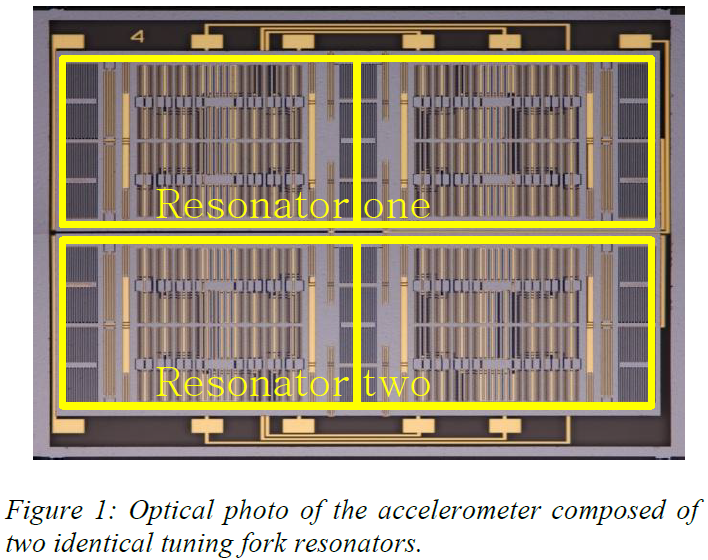 4
Resonator one
Resonator two
Figure 1: Optical photo of the accelerometer composed of
two identical tuning fork resonators.